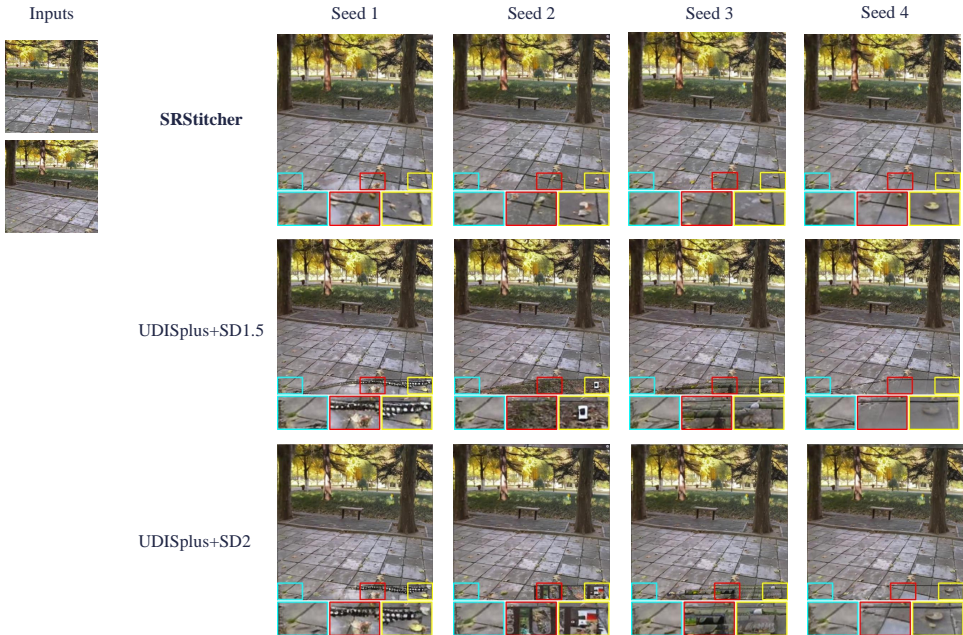 Inputs
Seed 1
Seed 2
Seed 3
Seed 4
SRStitcher
UDISplus+SD1.5
UDISplus+SD2